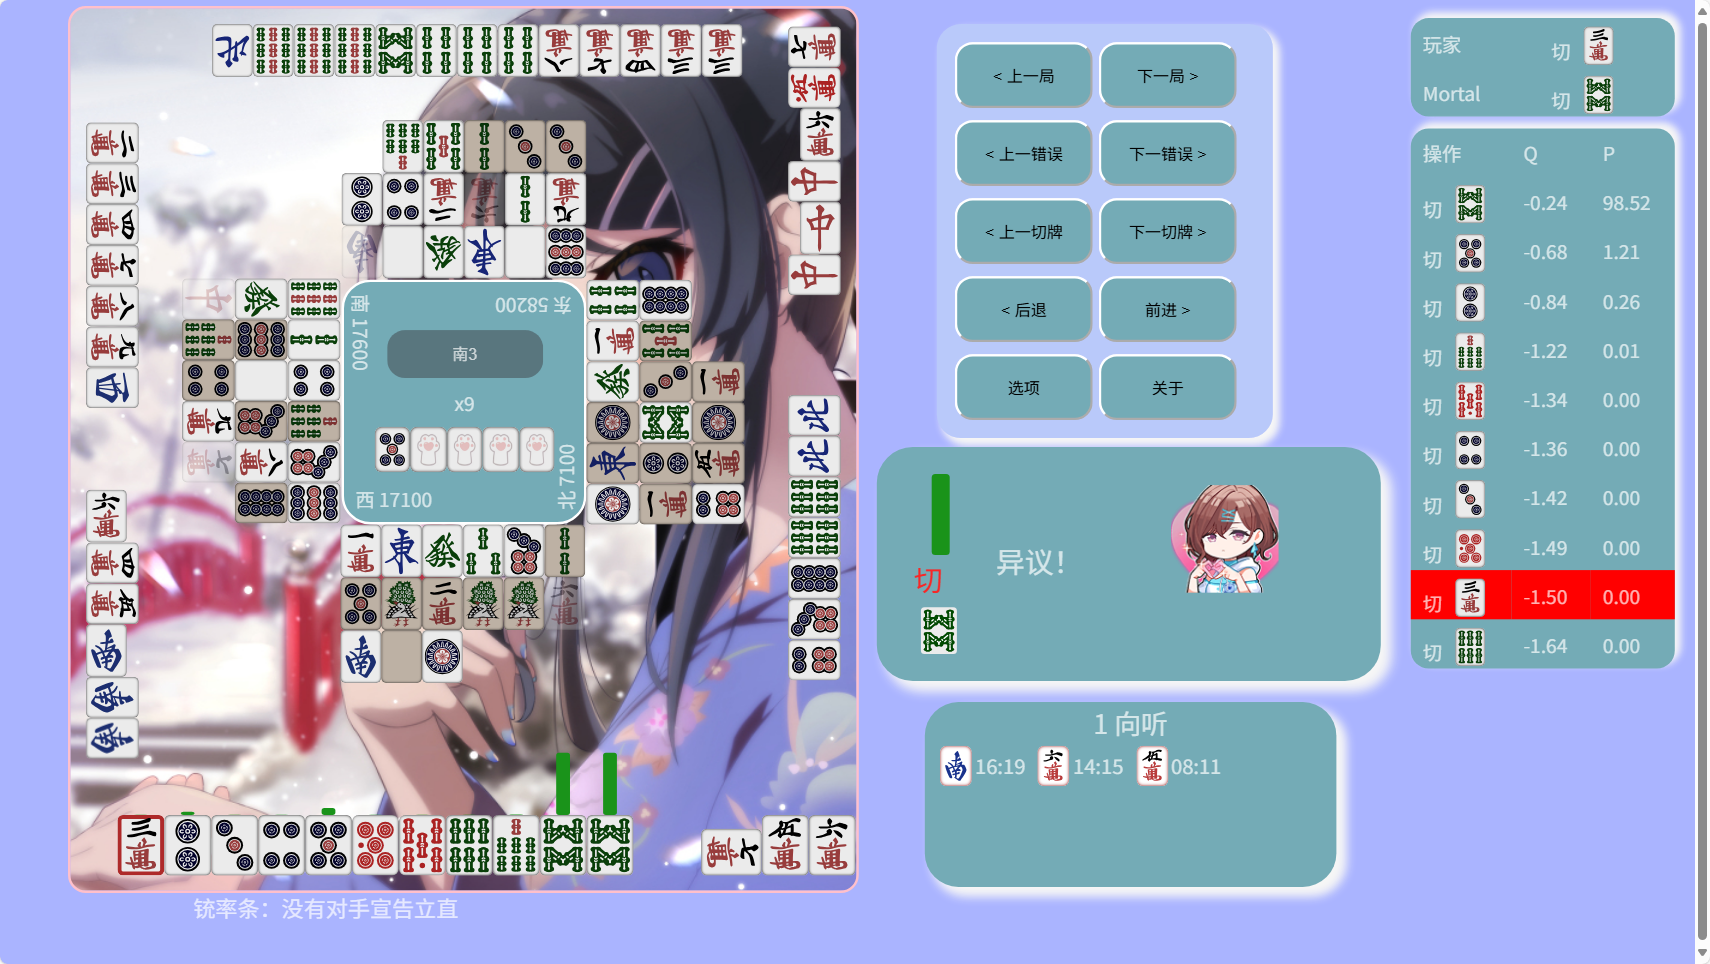 东 58200
南 17600
南3
x9
西 17100
北 7100
铳率条：没有对手宣告立直
< 上一局
下一局 >
< 上一错误
下一错误 >
< 上一切牌
下一切牌 >
< 后退
前进 >
选项
关于
切
异议！
1 向听
16:19
14:15
08:11
玩家 切
Mortal 切
操作 Q P
切 -0.24 98.52
切 -0.68 1.21
切 -0.84 0.26
切 -1.22 0.01
切 -1.34 0.00
切 -1.36 0.00
切 -1.42 0.00
切 -1.49 0.00
切 -1.50 0.00
切 -1.64 0.00